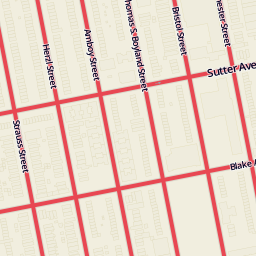 Herzl Street
Amboy Street
Thomas S. Boyland Street
Bristol Street
Sutter Ave
Strauss Street
Blake